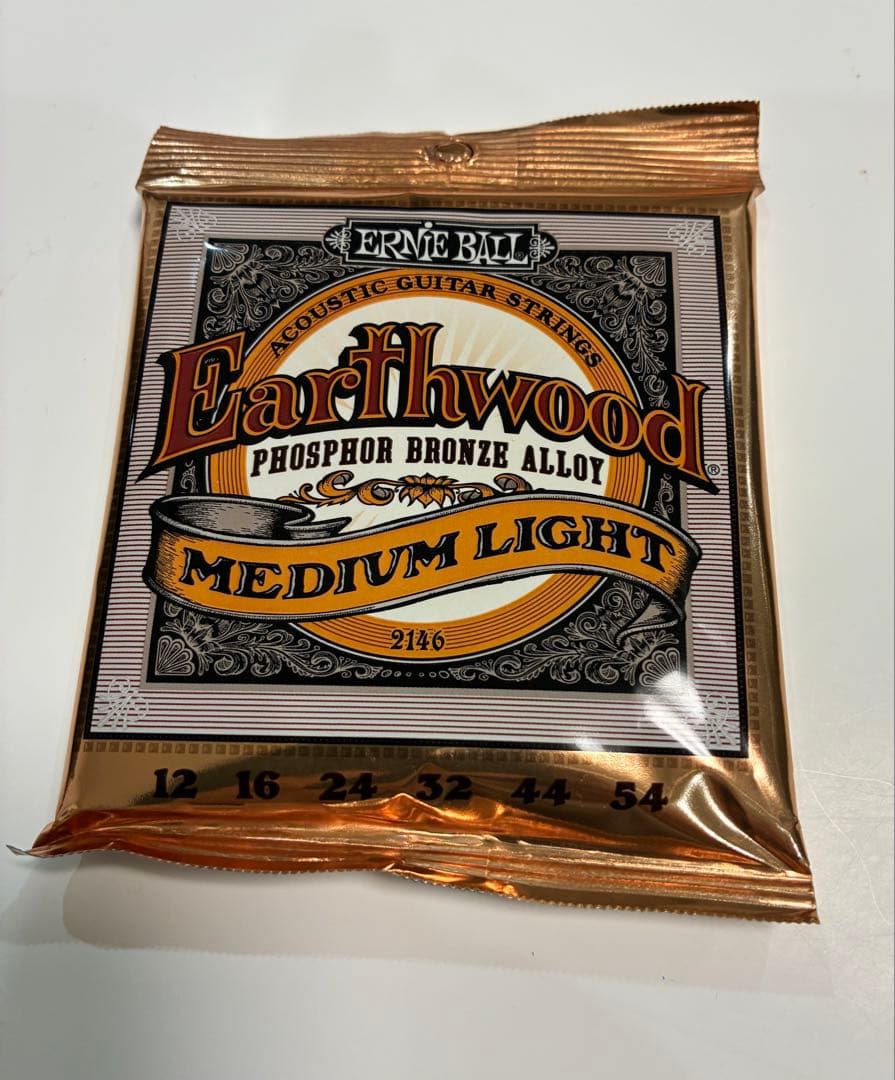 ERNIE BALL
ACOUSTIC GUITAR STRINGS
Earthwood®
PHOSPHOR BRONZE ALLOY
MEDIUM LIGHT
2146
12 16 24 32 44 54